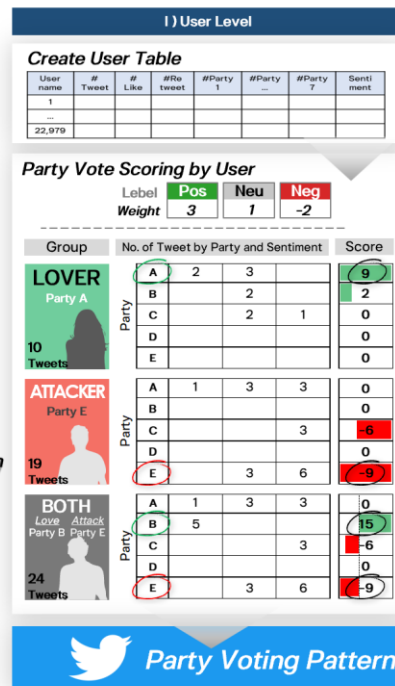 I ) User Level
Create User Table
User name # Tweet # Like #Re tweet #Party 1 #Party ... #Party 7 Senti ment
1
...
22,979
Party Vote Scoring by User
Lebel Pos Neu Neg
Weight 3 1 -2
Group No. of Tweet by Party and Sentiment Score
LOVER
Party A
10
Tweets
Party
A 2 3 9
B 2 2
C 2 1 0
D 0
E 0
ATTACKER
Party E
19
Tweets
Party
A 1 3 3 0
B 0
C 3 -6
D 0
E 3 6 -9
BOTH
Love Attack
Party B Party E
24
Tweets
Party
A 1 3 3 0
B 5 15
C 3 -6
D 0
E 3 6 -9
Party Voting Pattern